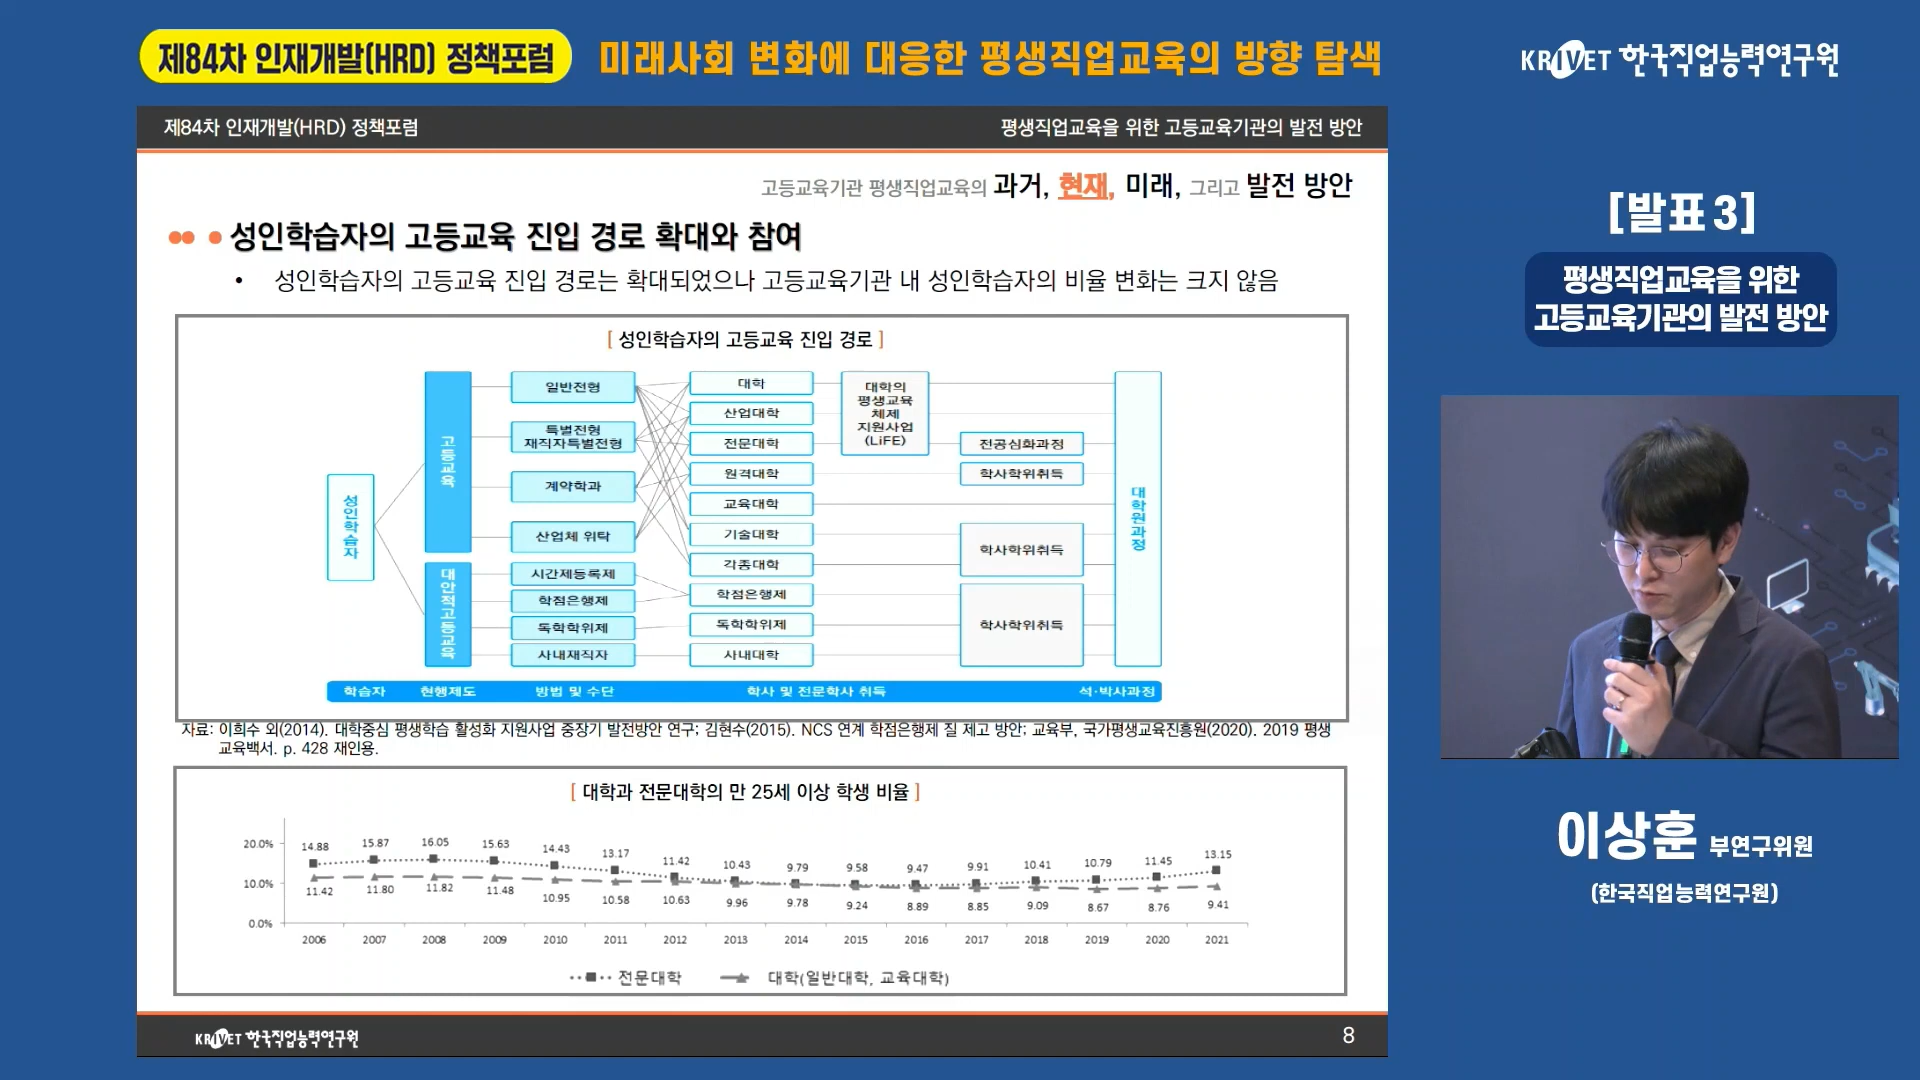 제84차 인재개발(HRD) 정책포럼 미래사회 변화에 대응한 평생직업교육의 방향 탐색
KRIVET 한국직업능력연구원
제84차 인재개발(HRD) 정책포럼
평생직업교육을 위한 고등교육기관의 발전 방안
고등교육기관 평생직업교육의 과거, 현재, 미래, 그리고 발전 방안
성인학습자의 고등교육 진입 경로 확대와 참여
• 성인학습자의 고등교육 진입 경로는 확대되었으나 고등교육기관 내 성인학습자의 비율 변화는 크지 않음
[ 성인학습자의 고등교육 진입 경로 ]
성인학습자
고등교육
대안적고등교육
일반전형
특별전형
재직자특별전형
계약학과
산업체 위탁
시간제등록제
학점은행제
독학학위제
사내재직자
대학
산업대학
전문대학
원격대학
교육대학
기술대학
각종대학
학점은행제
독학학위제
사내대학
대학의
평생교육
체제
지원사업
(LiFE)
전공심화과정
학사학위취득
학사학위취득
학사학위취득
대학원과정
학습자 현행제도 방법 및 수단 학사 및 전문학사 취득 석·박사과정
자료: 이희수 외(2014). 대학중심 평생학습 활성화 지원사업 중장기 발전방안 연구; 김현수(2015). NCS 연계 학점은행제 질 제고 방안; 교육부, 국가평생교육진흥원(2020). 2019 평생
교육백서. p. 428 재인용.
[ 대학과 전문대학의 만 25세 이상 학생 비율 ]
20.0%
10.0%
0.0%
14.88 15.87 16.05 15.63 14.43 13.17 11.42 10.43 9.79 9.58 9.47 9.91 10.41 10.79 11.45 13.15
11.42 11.80 11.82 11.48 10.95 10.58 10.63 9.96 9.78 9.24 8.89 8.85 9.09 8.67 8.76 9.41
2006 2007 2008 2009 2010 2011 2012 2013 2014 2015 2016 2017 2018 2019 2020 2021
전문대학 대학(일반대학, 교육대학)
KRIVET 한국직업능력연구원
8
[발표 3]
평생직업교육을 위한
고등교육기관의 발전 방안
이상훈 부연구위원
(한국직업능력연구원)